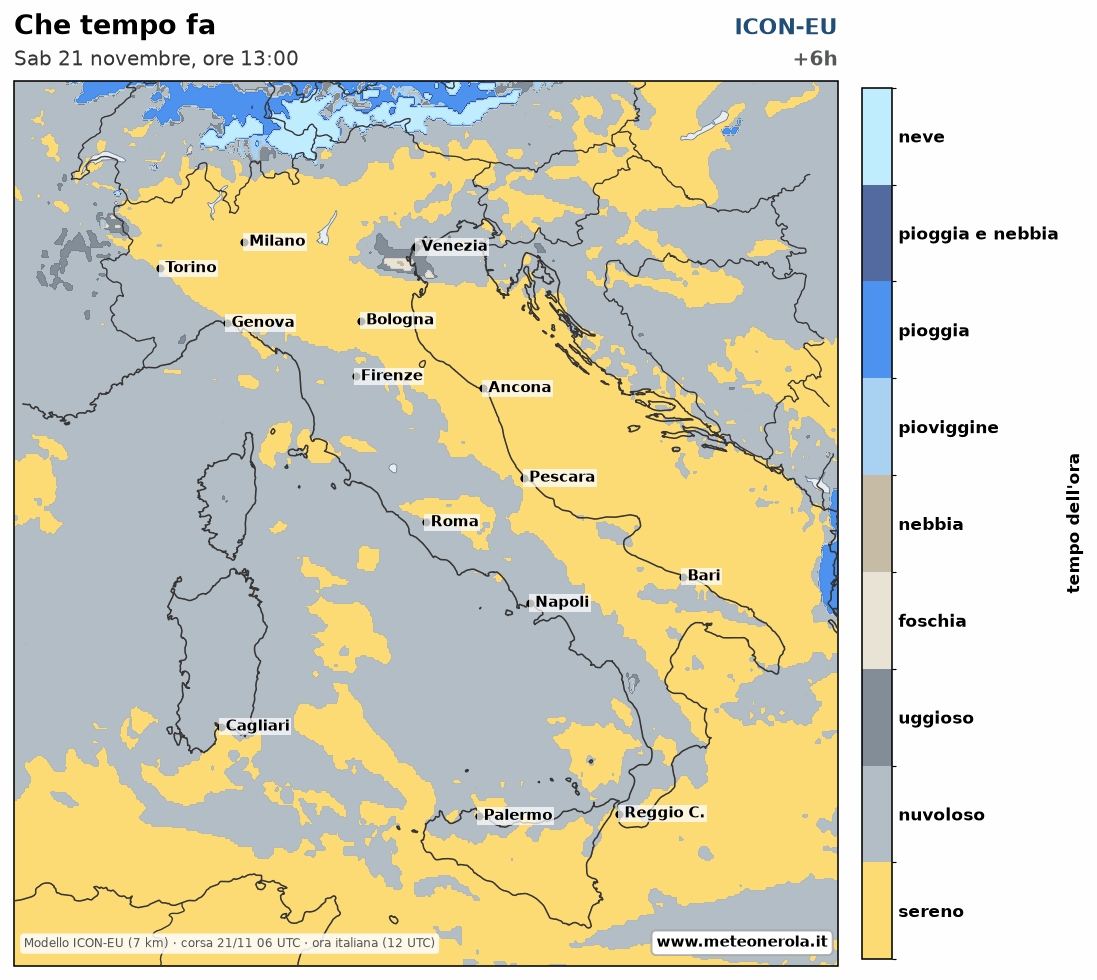 Che tempo fa
ICON-EU
Sab 21 novembre, ore 13:00
+6h
Milano
Venezia
Torino
Genova
Bologna
Firenze
Ancona
Pescara
Roma
Bari
Napoli
Cagliari
Palermo
Reggio C.
neve
pioggia e nebbia
pioggia
pioviggine
nebbia
foschia
uggioso
nuvoloso
sereno
tempo dell'ora
Modello ICON-EU (7 km) · corsa 21/11 06 UTC · ora italiana (12 UTC)
www.meteonerola.it